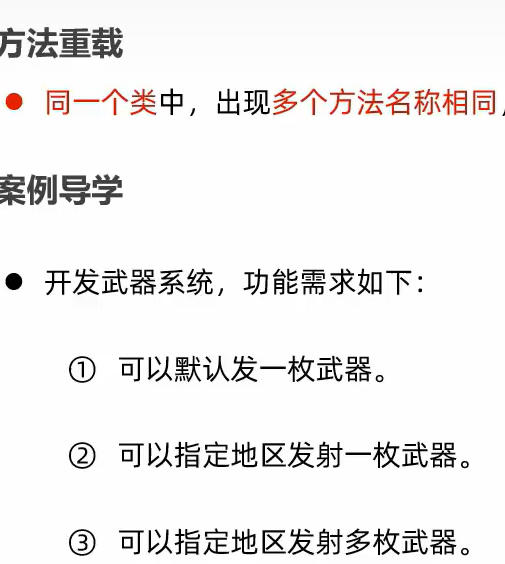 方法重载
● 同一个类中，出现多个方法名称相同，
案例导学
● 开发武器系统，功能需求如下：
① 可以默认发一枚武器。
② 可以指定地区发射一枚武器。
③ 可以指定地区发射多枚武器。